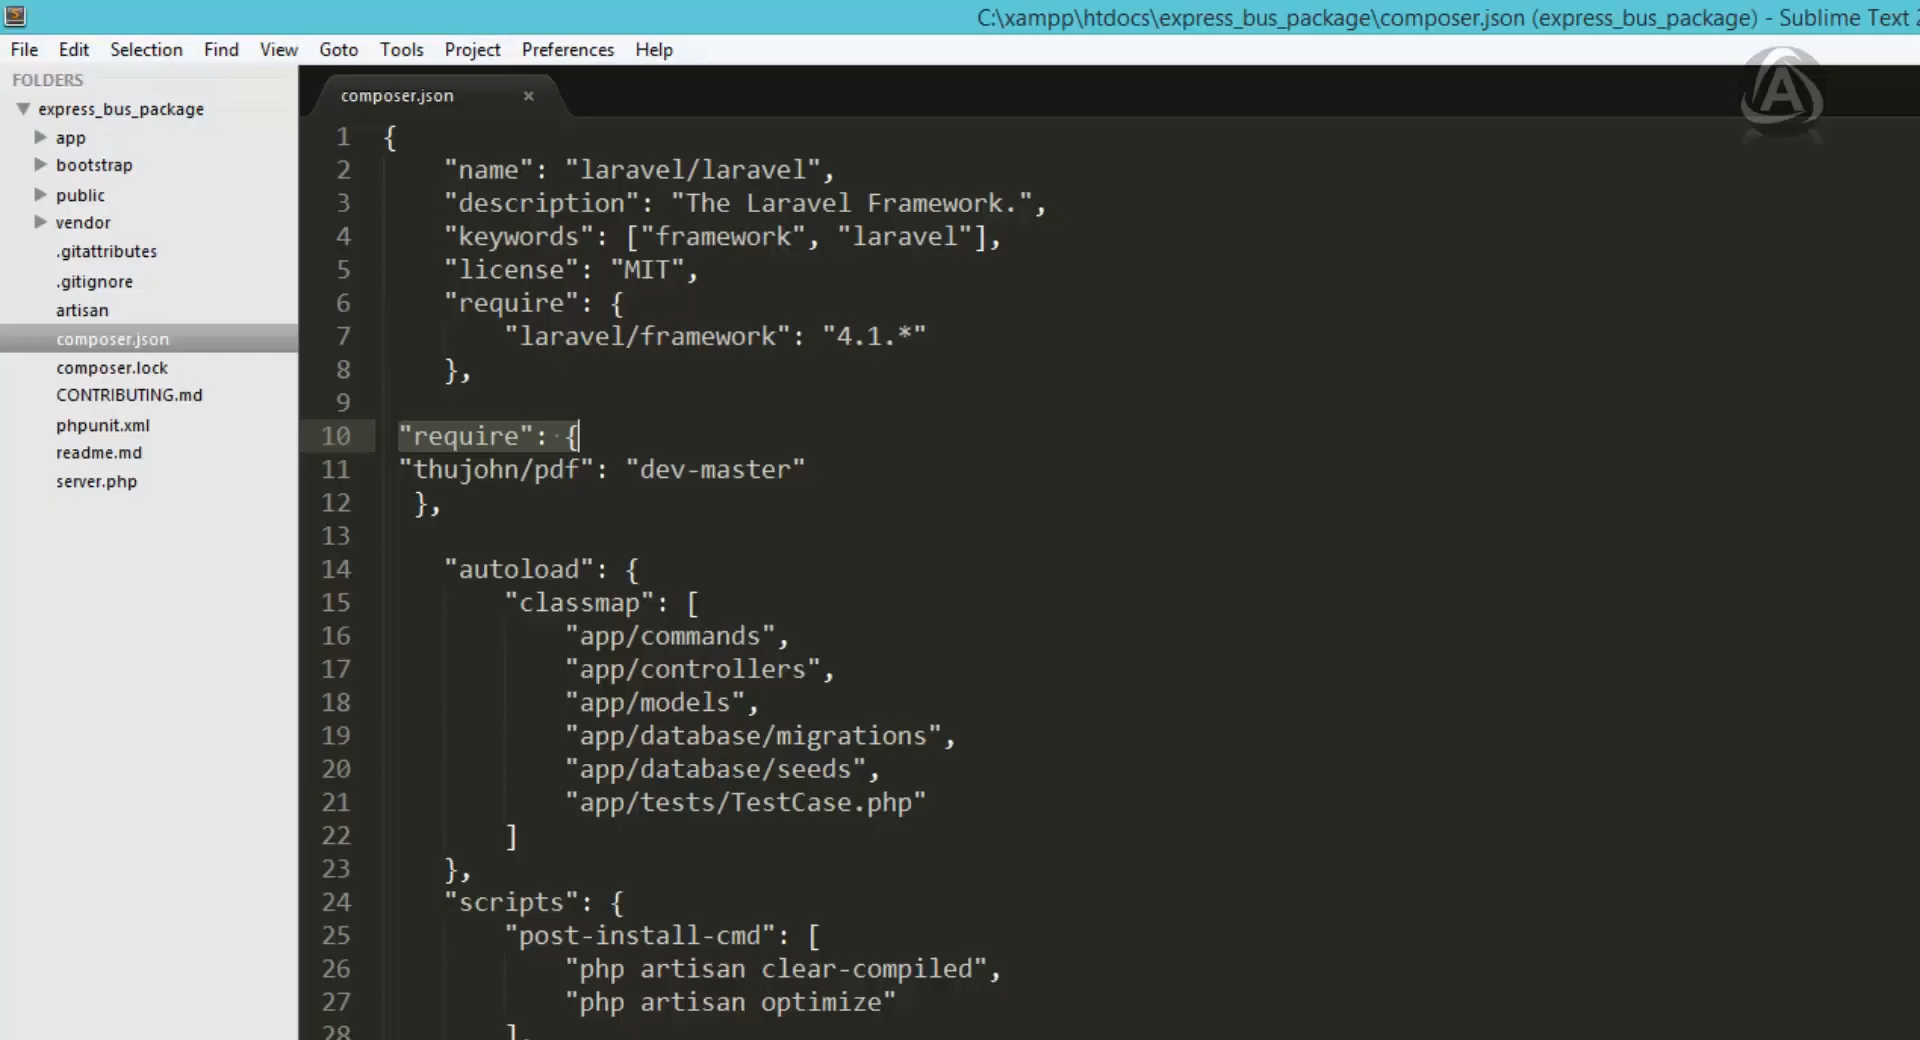 C:\xampp\htdocs\express_bus_package\composer.json (express_bus_package) - Sublime Text 2
File Edit Selection Find View Goto Tools Project Preferences Help
FOLDERS
express_bus_package
app
bootstrap
public
vendor
.gitattributes
.gitignore
artisan
composer.json
composer.lock
CONTRIBUTING.md
phpunit.xml
readme.md
server.php
composer.json ×
A
1 {
2 "name": "laravel/laravel",
3 "description": "The Laravel Framework.",
4 "keywords": ["framework", "laravel"],
5 "license": "MIT",
6 "require": {
7 "laravel/framework": "4.1.*"
8 },
9
10 "require": {
11 "thujohn/pdf": "dev-master"
12 },
13
14 "autoload": {
15 "classmap": [
16 "app/commands",
17 "app/controllers",
18 "app/models",
19 "app/database/migrations",
20 "app/database/seeds",
21 "app/tests/TestCase.php"
22 ]
23 },
24 "scripts": {
25 "post-install-cmd": [
26 "php artisan clear-compiled",
27 "php artisan optimize"
28 ],